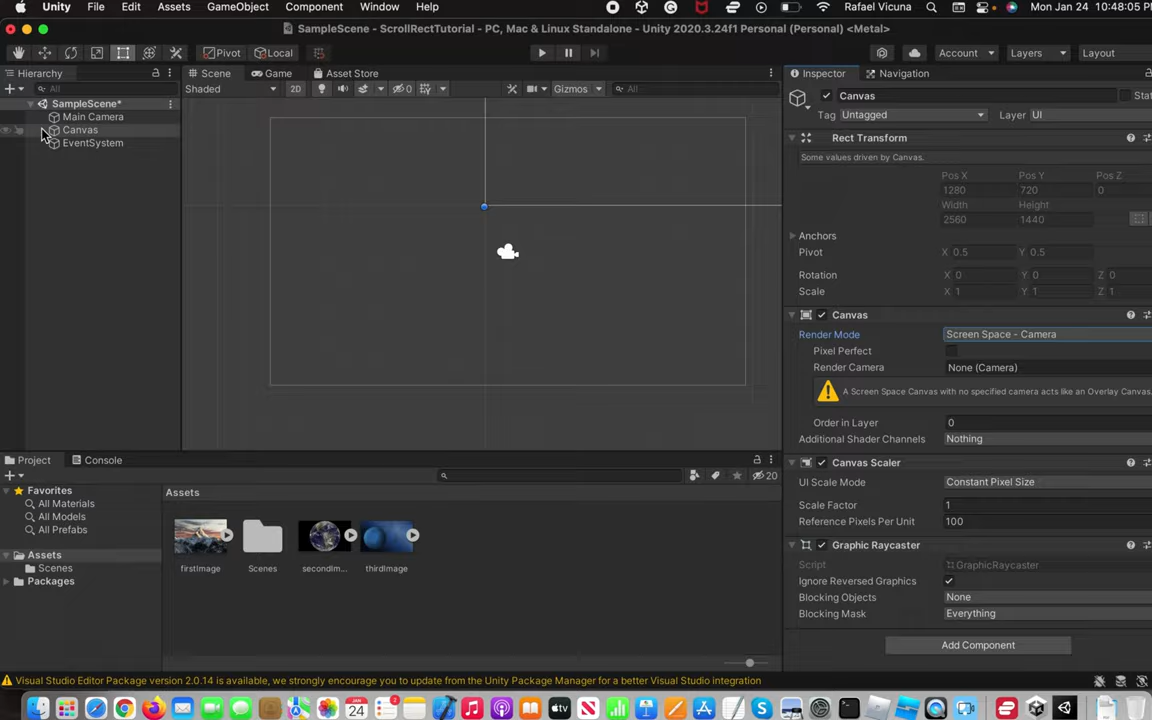 Unity File Edit Assets GameObject Component Window Help Rafael Vicuna Mon Jan 24 10:48:05 AM
SampleScene - ScrollRectTutorial - PC, Mac & Linux Standalone - Unity 2020.3.24f1 Personal (Personal) <Metal>
Pivot Local Account Layers Layout
Hierarchy Scene Game Asset Store Inspector Navigation
All Shaded 2D 0 Gizmos All Canvas Stat
SampleScene*
Main Camera
Canvas
EventSystem
Tag Untagged Layer UI
Rect Transform
Some values driven by Canvas.
Pos X Pos Y Pos Z
1280 720 0
Width Height
2560 1440
Anchors
Pivot X 0.5 Y 0.5
Rotation X 0 Y 0 Z 0
Scale X 1 Y 1 Z 1
Canvas
Render Mode Screen Space - Camera
Pixel Perfect
Render Camera None (Camera)
A Screen Space Canvas with no specified camera acts like an Overlay Canvas.
Order in Layer 0
Additional Shader Channels Nothing
Canvas Scaler
UI Scale Mode Constant Pixel Size
Scale Factor 1
Reference Pixels Per Unit 100
Graphic Raycaster
Script GraphicRaycaster
Ignore Reversed Graphics
Blocking Objects None
Blocking Mask Everything
Add Component
Project Console
20
Favorites
All Materials
All Models
All Prefabs
Assets
Scenes
Packages
Assets
firstImage Scenes secondIm... thirdImage
Visual Studio Editor Package version 2.0.14 is available, we strongly encourage you to update from the Unity Package Manager for a better Visual Studio integration
JAN
24